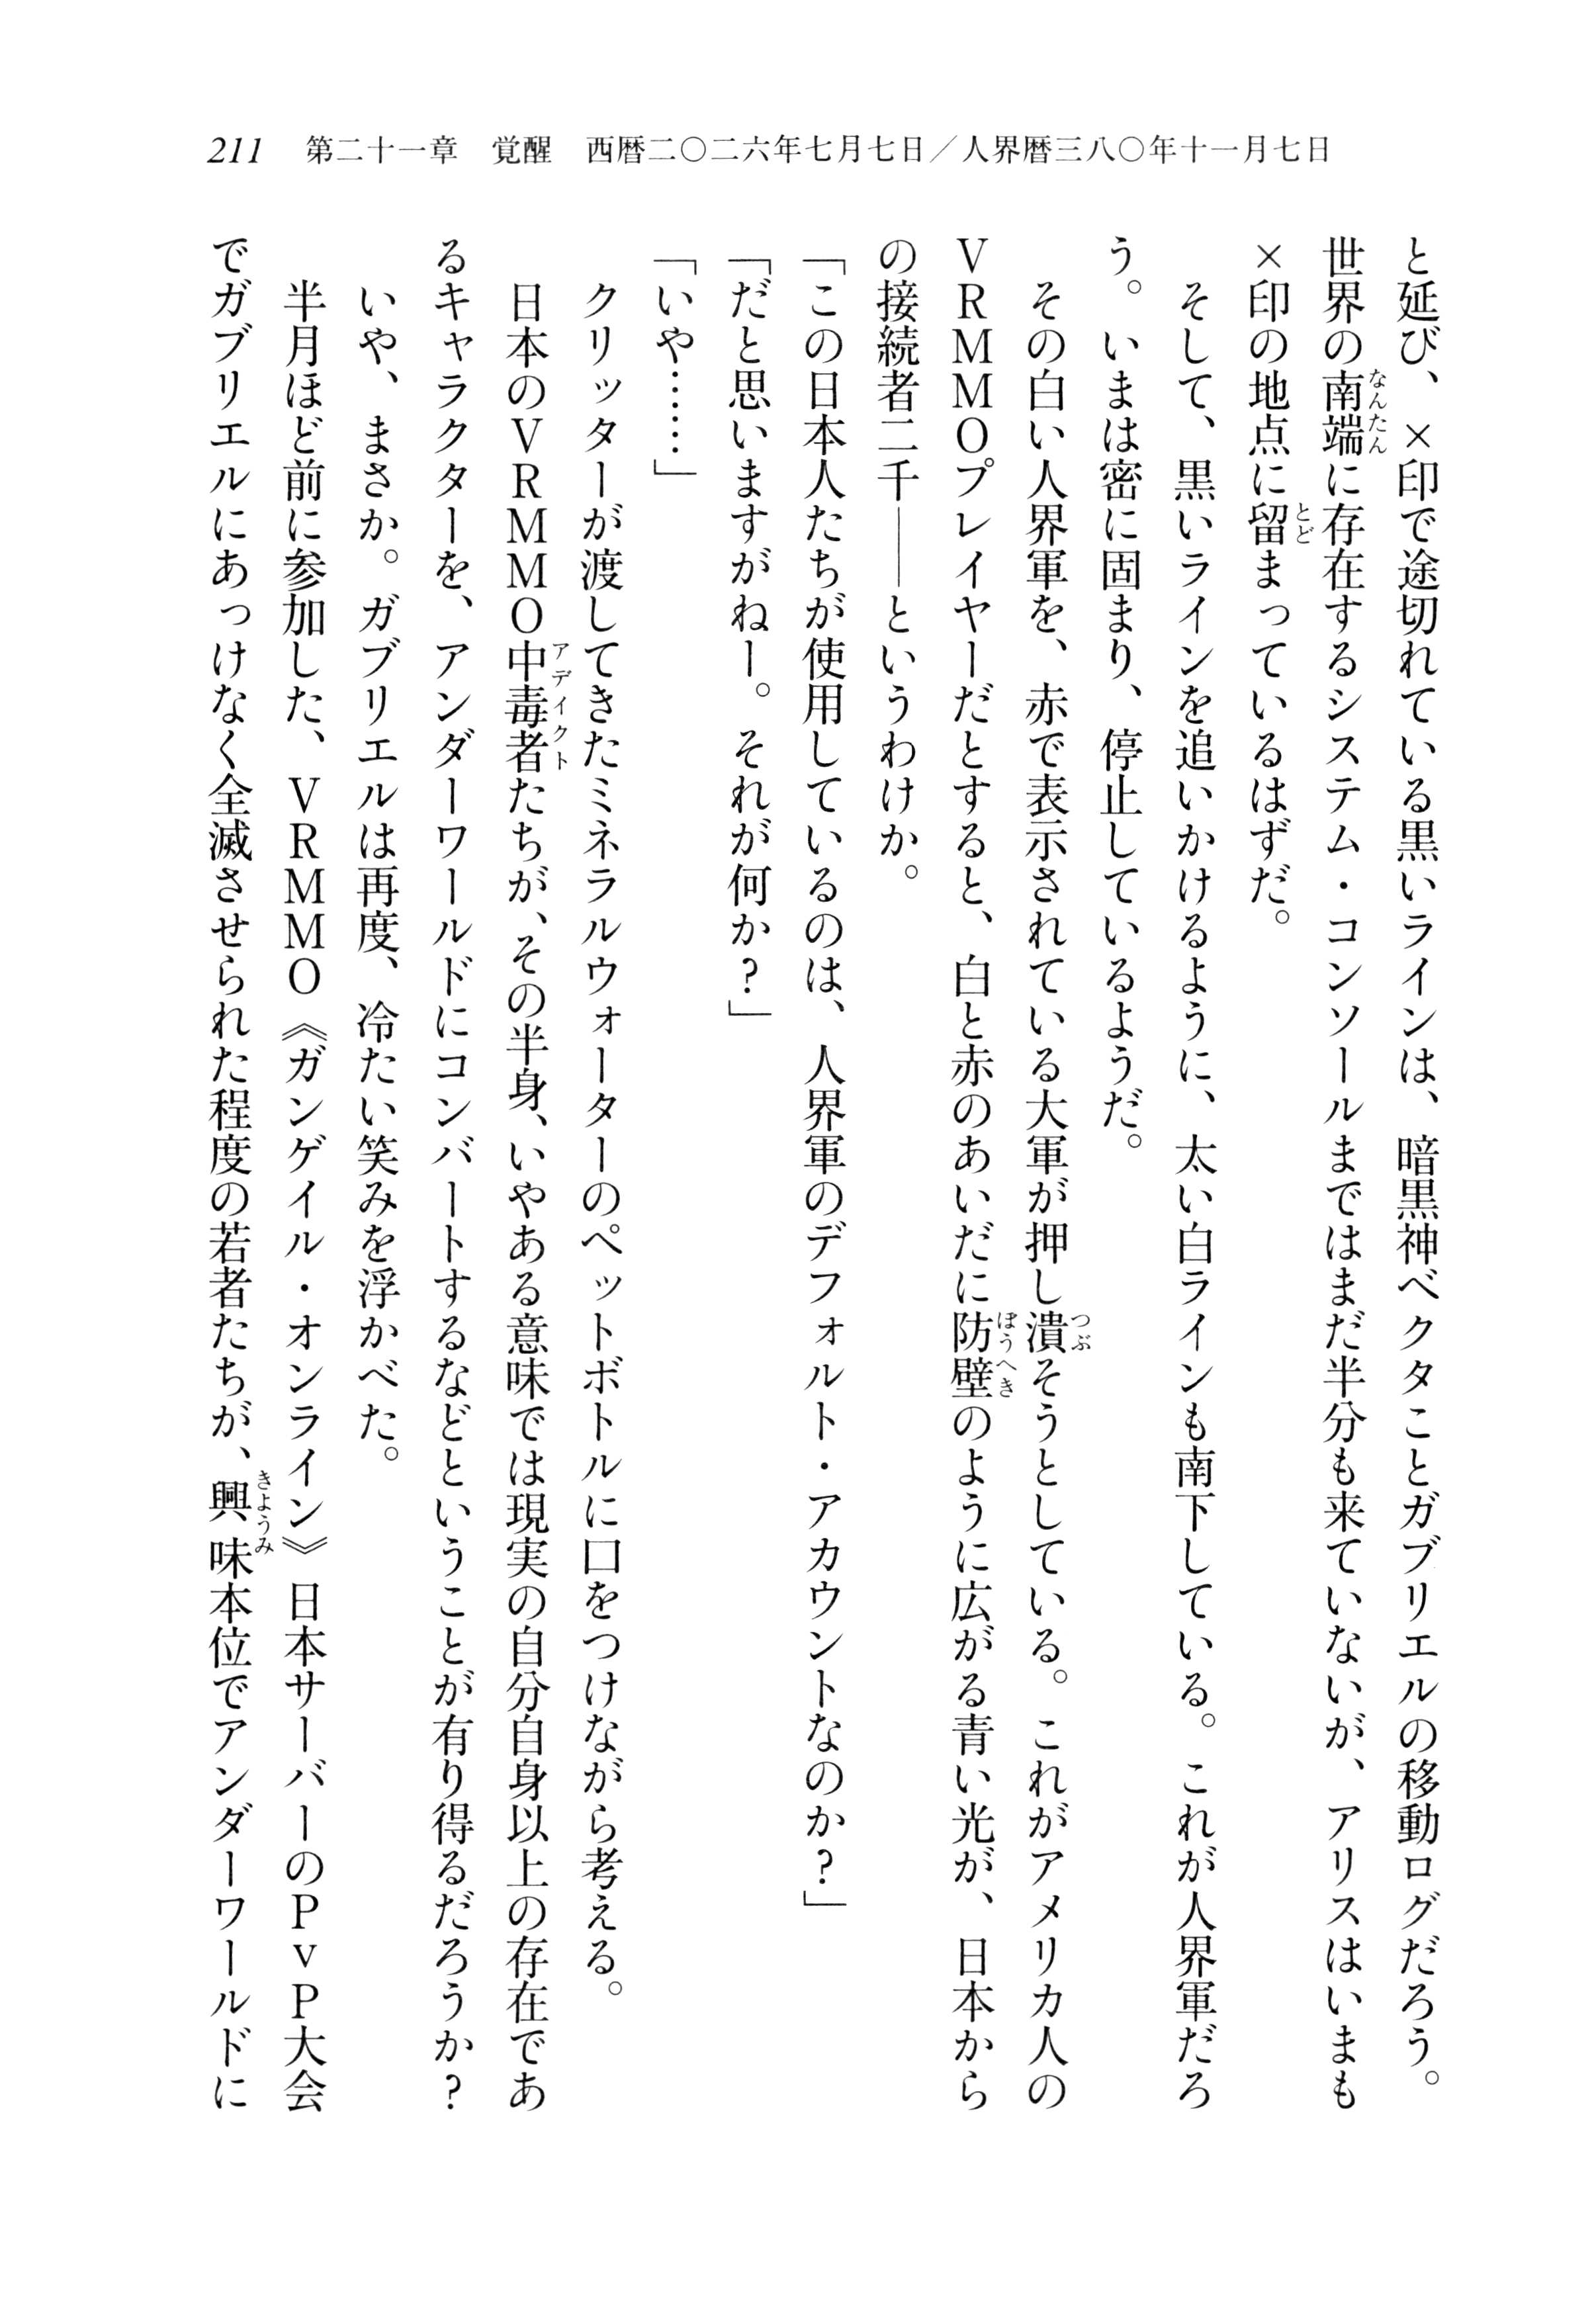 211 第二十一章 覚醒 西暦二〇二六年七月七日／人界暦三八〇年十一月七日
と延び、×印で途切れている黒いラインは、暗黒神ベクタことガブリエルの移動ログだろう。
世界の南端に存在するシステム・コンソールまではまだ半分も来ていないが、アリスはいまも
×印の地点に留まっているはずだ。
そして、黒いラインを追いかけるように、太い白ラインも南下している。これが人界軍だろ
う。いまは密に固まり、停止しているようだ。
その白い人界軍を、赤で表示されている大軍が押し潰そうとしている。これがアメリカ人の
ＶＲＭＭＯプレイヤーだとすると、白と赤のあいだに防壁のように広がる青い光が、日本から
の接続者二千――というわけか。
「この日本人たちが使用しているのは、人界軍のデフォルト・アカウントなのか？」
「だと思いますがねー。それが何か？」
「いや……」
クリッターが渡してきたミネラルウォーターのペットボトルに口をつけながら考える。
日本のＶＲＭＭＯ中毒者たちが、その半身、いやある意味では現実の自分自身以上の存在であ
るキャラクターを、アンダーワールドにコンバートするなどということが有り得るだろうか？
いや、まさか。ガブリエルは再度、冷たい笑みを浮かべた。
半月ほど前に参加した、ＶＲＭＭＯ《ガンゲイル・オンライン》日本サーバーのＰｖＰ大会
でガブリエルにあっけなく全滅させられた程度の若者たちが、興味本位でアンダーワールドに